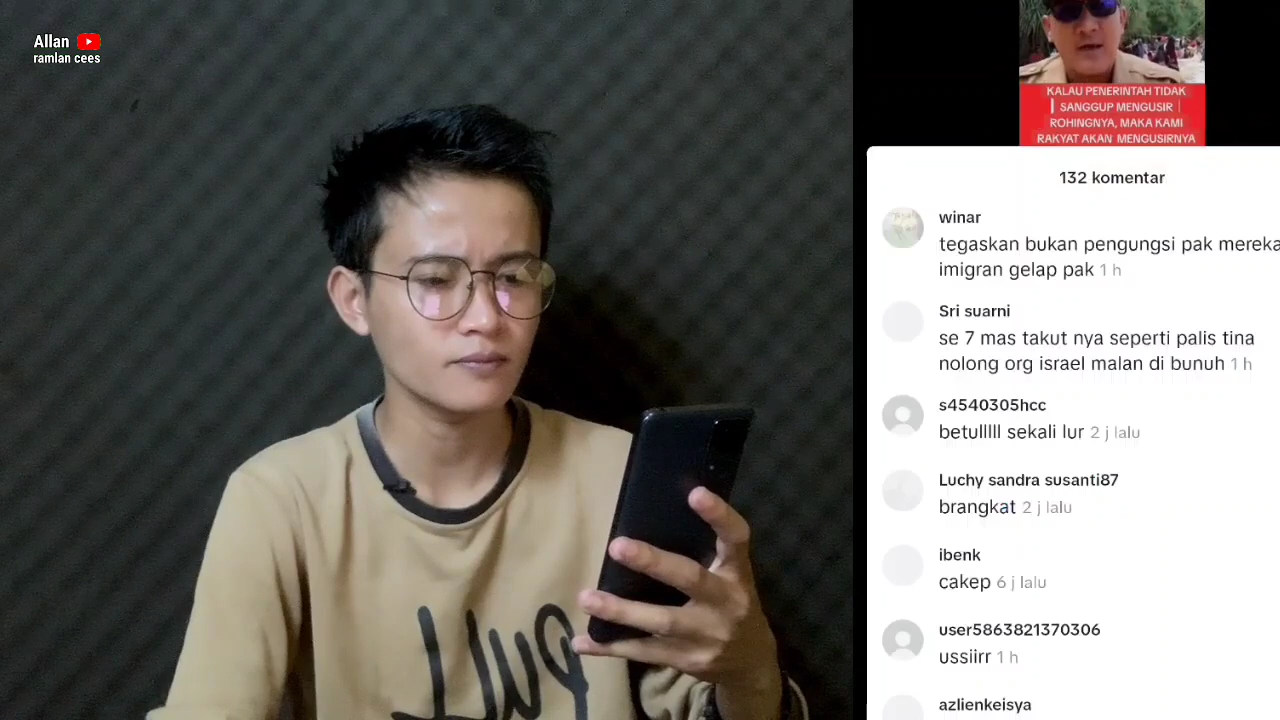 Allan
ramlan cees
KALAU PENERINTAH TIDAK
SANGGUP MENGUSIR
ROHINGNYA, MAKA KAMI
RAKYAT AKAN MENGUSIRNYA
132 komentar
winar
tegaskan bukan pengungsi pak mereka
imigran gelap pak 1 h
Sri suarni
se 7 mas takut nya seperti palis tina
nolong org israel malan di bunuh 1 h
s4540305hcc
betulllll sekali lur 2 j lalu
Luchy sandra susanti87
brangkat 2 j lalu
ibenk
cakep 6 j lalu
user5863821370306
ussiirr 1 h
azlienkeisya